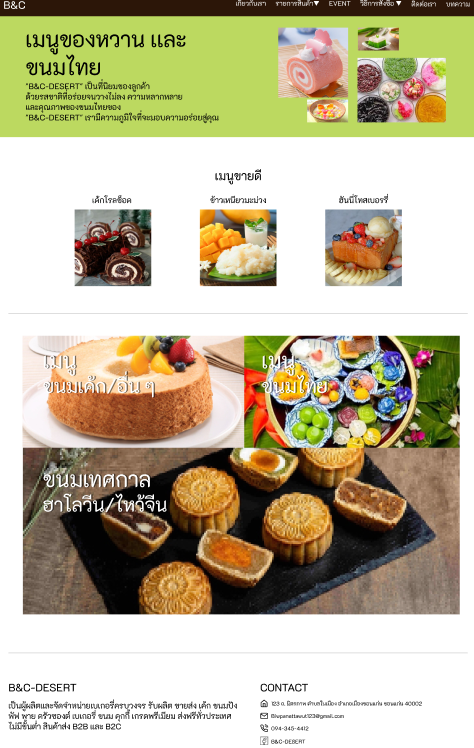 B&C
เกี่ยวกับเรา รายการสินค้า▼ EVENT วิธีการสั่งซื้อ ▼ ติดต่อเรา บทความ
เมนูของหวาน และ
ขนมไทย
"B&C-DESERT" เป็นที่นิยมของลูกค้า
ด้วยรสชาติที่อร่อยจนวางไม่ลง ความหลากหลาย
และคุณภาพของขนมไทยของ
"B&C-DESERT" เรามีความภูมิใจที่จะมอบความอร่อยสู่คุณ
เมนูขายดี
เค้กโรลช็อค ข้าวเหนียวมะม่วง ฮันนี่โทสเบอรรี่
เมนู
ขนมเค้ก/อื่น ๆ
เมนู
ขนมไทย
ขนมเทศกาล
ฮาโลวีน/ไหว้จีน
B&C-DESERT
เป็นผู้ผลิตและจัดจำหน่ายเบเกอรี่ครบวงจร รับผลิต ขายส่ง เค้ก ขนมปัง
พัฟ พาย ครัวซองต์ เบเกอรี่ ขนม คุกกี้ เกรดพรีเมียม ส่งฟรีทั่วประเทศ
ไม่มีขั้นต่ำ สินค้าส่ง B2B และ B2C
CONTACT
123 ถ. มิตรภาพ ตำบลในเมือง อำเภอเมืองขอนแก่น ขอนแก่น 40002
094-345-4412
B&C-DESERT